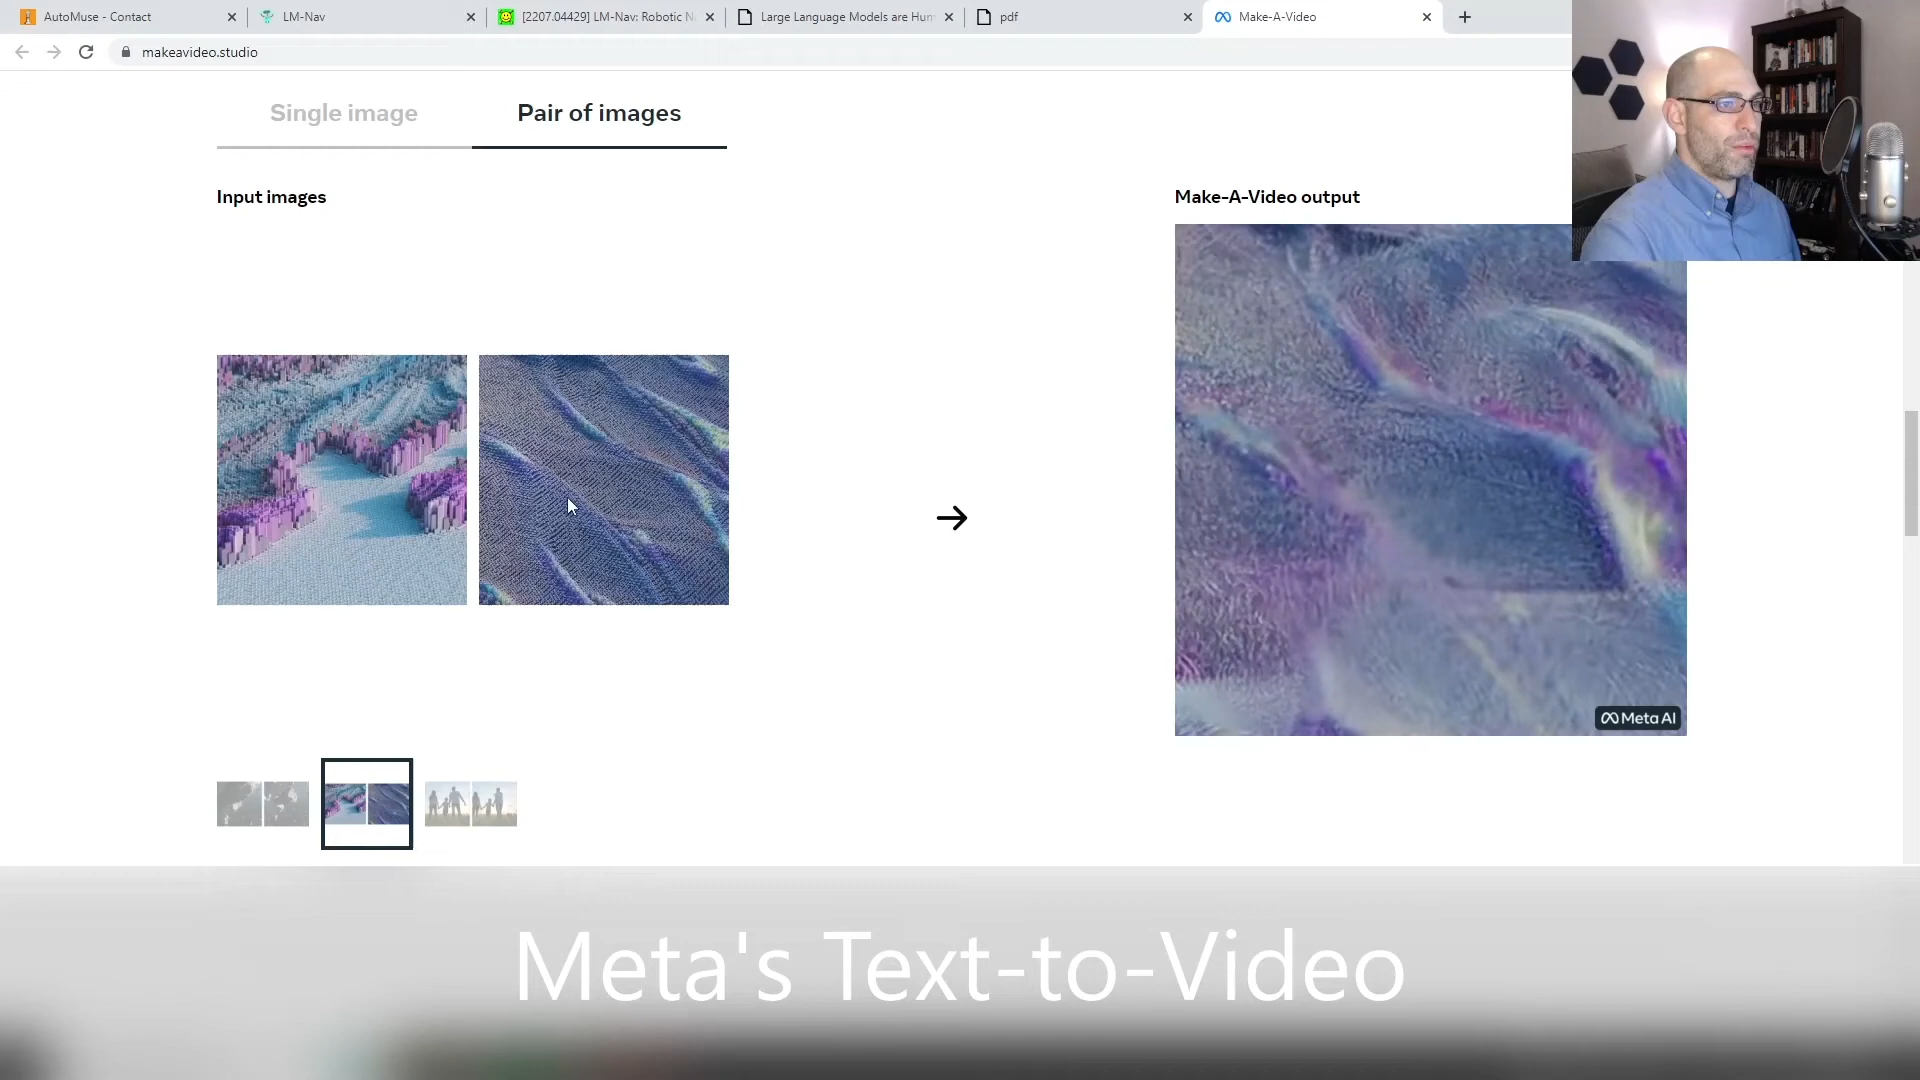 AutoMuse - Contact
LM-Nav
[2207.04429] LM-Nav: Robotic N
Large Language Models are Hum
pdf
Make-A-Video
makeavideo.studio
Single image
Pair of images
Input images
Make-A-Video output
Meta AI
Meta's Text-to-Video